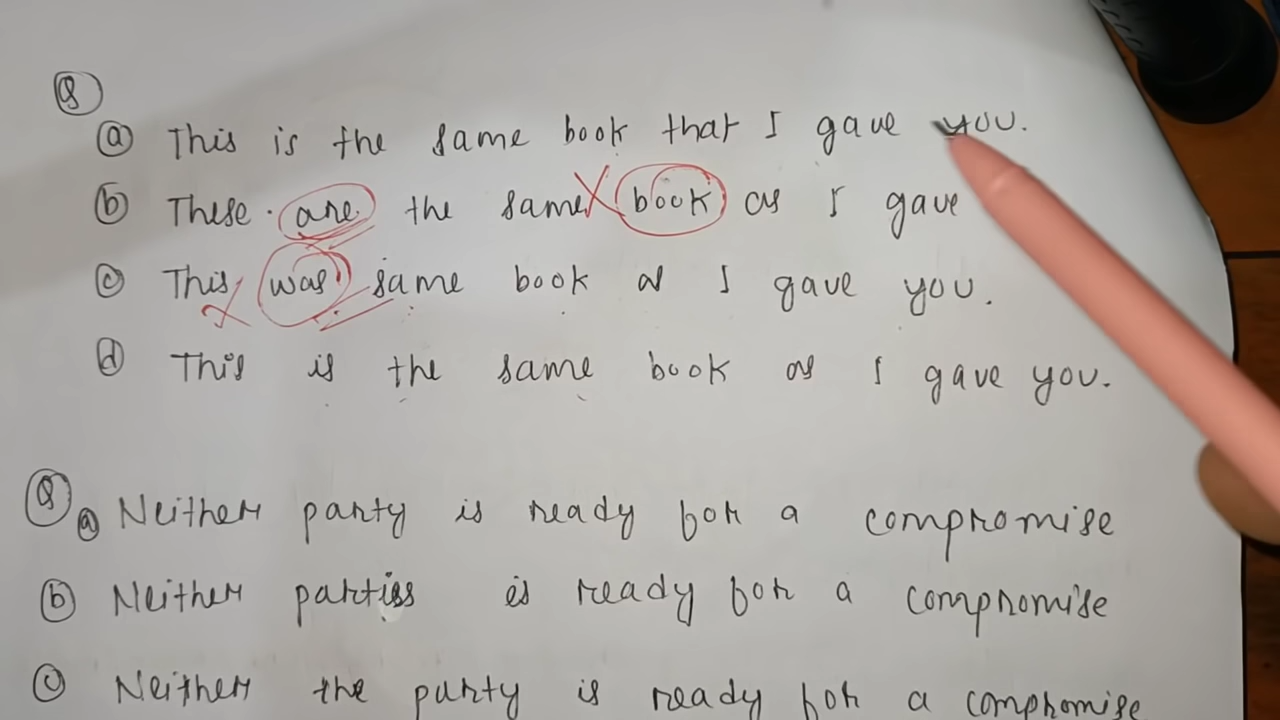 Q
(a) This is the same book that I gave you.
(b) These are the same book as I gave
(c) This was same book as I gave you.
(d) This is the same book as I gave you.
Q
(a) Neither party is ready for a compromise
(b) Neither parties is ready for a compromise
(c) Neither the party is ready for a compromise